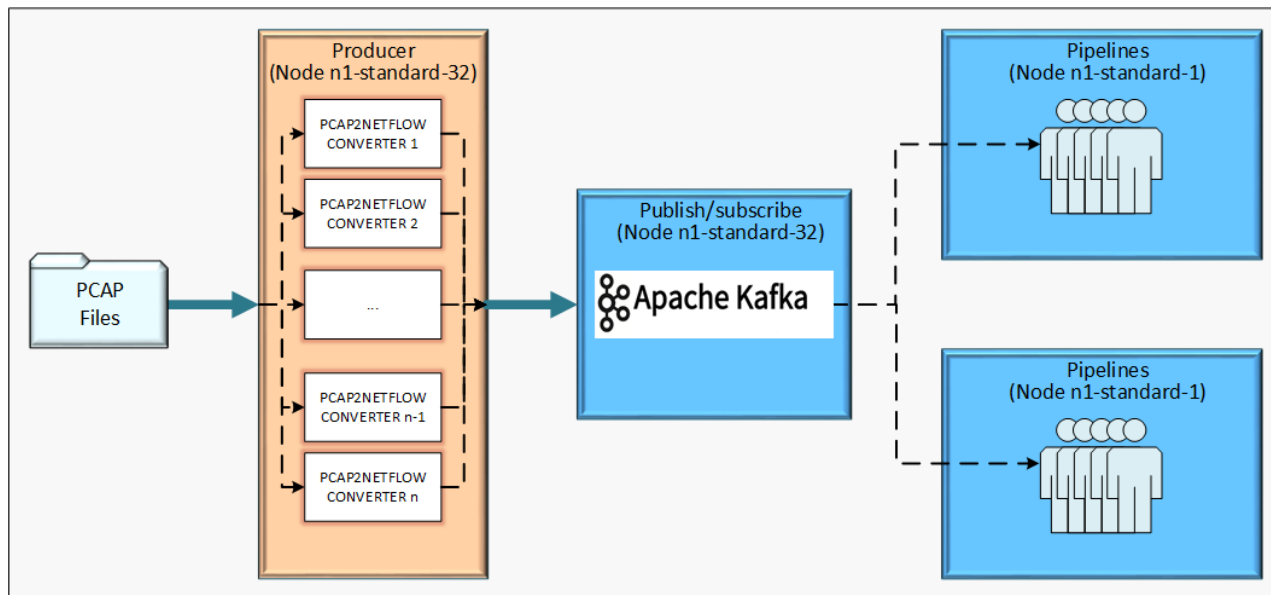 PCAP
Files
Producer
(Node n1-standard-32)
PCAP2NETFLOW
CONVERTER 1
PCAP2NETFLOW
CONVERTER 2
...
PCAP2NETFLOW
CONVERTER n-1
PCAP2NETFLOW
CONVERTER n
Publish/subscribe
(Node n1-standard-32)
Apache Kafka
Pipelines
(Node n1-standard-1)
Pipelines
(Node n1-standard-1)